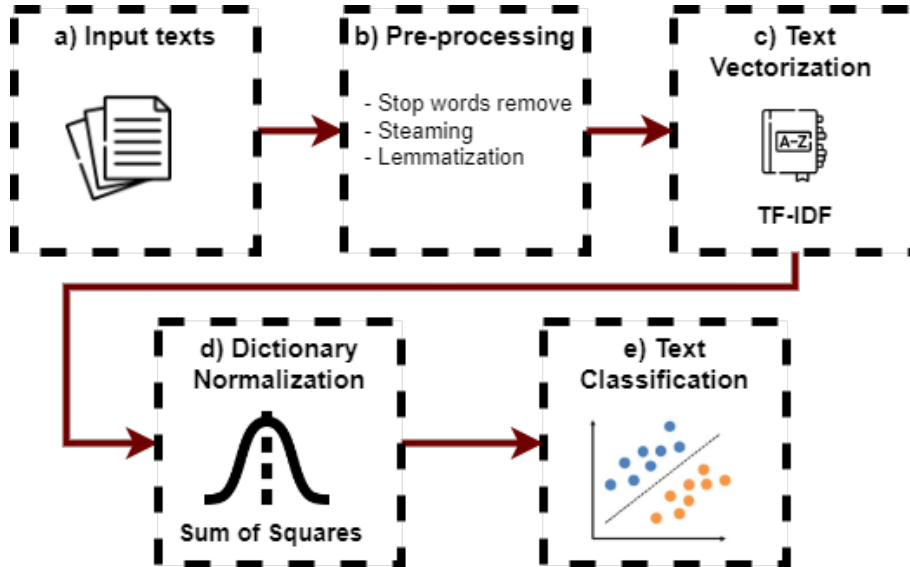 a) Input texts
b) Pre-processing
- Stop words remove
- Steaming
- Lemmatization
c) Text
Vectorization
A-Z
TF-IDF
d) Dictionary
Normalization
Sum of Squares
e) Text
Classification